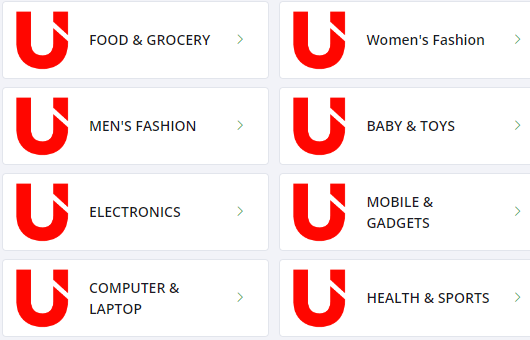 FOOD & GROCERY
Women's Fashion
MEN'S FASHION
BABY & TOYS
ELECTRONICS
MOBILE &
GADGETS
COMPUTER &
LAPTOP
HEALTH & SPORTS